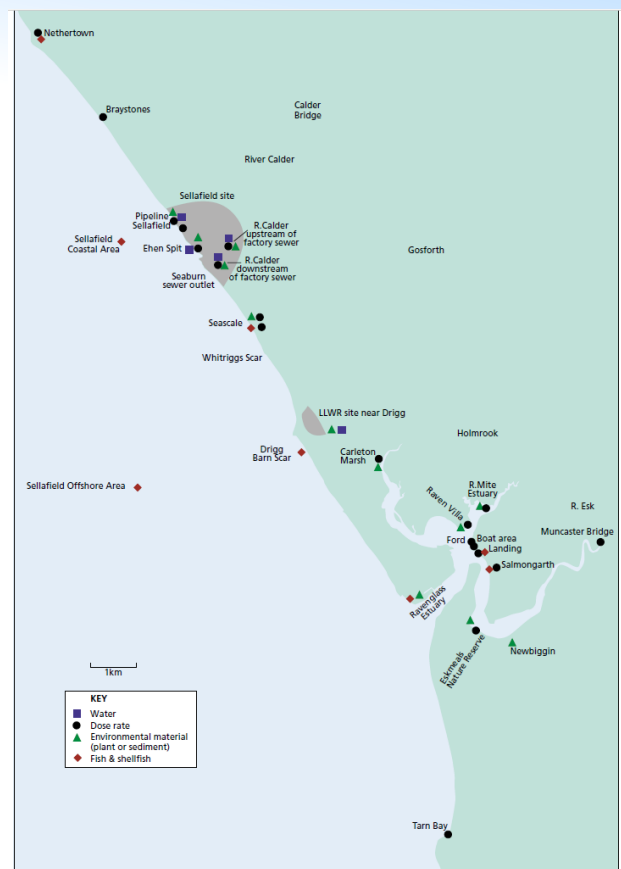 Nethertown
Braystones
Calder
Bridge
River Calder
Sellafield site
Pipeline
Sellafield
R.Calder
upstream of
factory sewer
Sellafield
Coastal Area
Ehen Spit
Gosforth
R.Calder
downstream
of factory sewer
Seaburn
sewer outlet
Seascale
Whitriggs Scar
LLWR site near Drigg
Holmrook
Drigg
Barn Scar
Carleton
Marsh
Sellafield Offshore Area
R.Mite
Estuary
Raven Villa
R. Esk
Muncaster Bridge
Ford
Boat area
Landing
Salmongarth
Ravenglass
Estuary
Eskmeals
Nature Reserve
Newbiggin
1km
KEY
Water
Dose rate
Environmental material
(plant or sediment)
Fish & shellfish
Tarn Bay